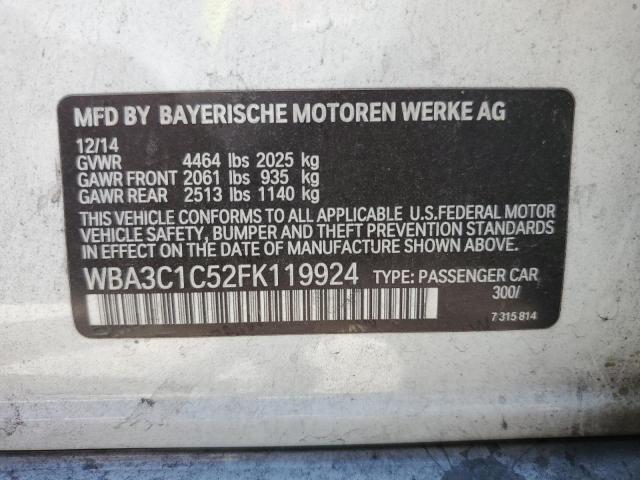 MFD BY BAYERISCHE MOTOREN WERKE AG
12/14
GVWR 4464 lbs 2025 kg
GAWR FRONT 2061 lbs 935 kg
GAWR REAR 2513 lbs 1140 kg
THIS VEHICLE CONFORMS TO ALL APPLICABLE U.S.FEDERAL MOTOR
VEHICLE SAFETY, BUMPER AND THEFT PREVENTION STANDARDS
IN EFFECT ON THE DATE OF MANUFACTURE SHOWN ABOVE.
WBA3C1C52FK119924 TYPE: PASSENGER CAR
300/
7 315 814